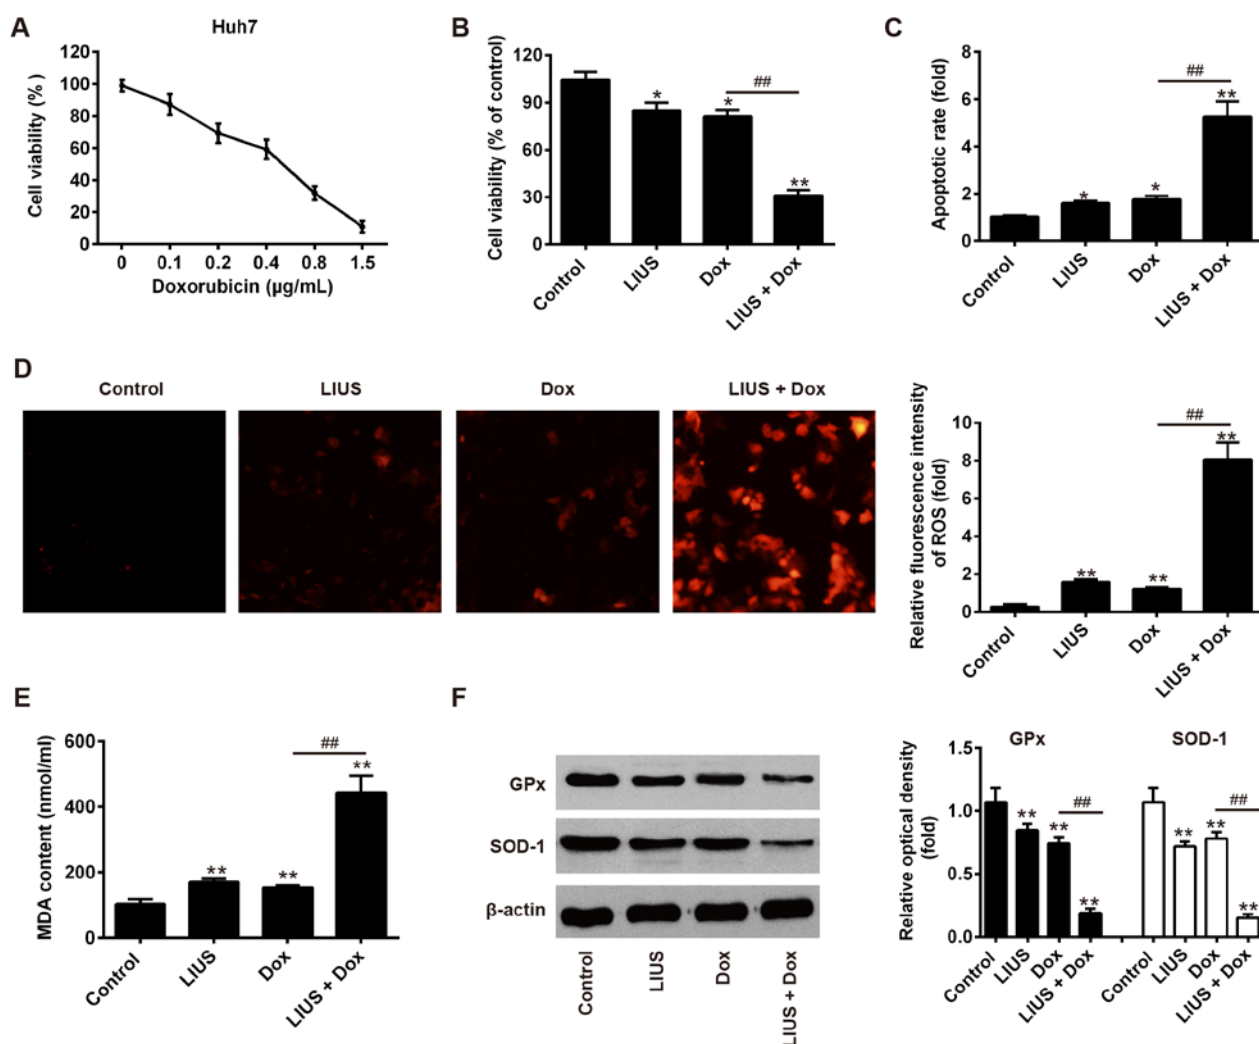 A
Huh7
Cell viability (%)
120
100
80
60
40
20
0
0 0.1 0.2 0.4 0.8 1.5
Doxorubicin (µg/mL)
B
Cell viability (% of control)
120
90
60
30
0
*
*
##
**
Control
LIUS
Dox
LIUS + Dox
C
Apoptotic rate (fold)
8
6
4
2
0
*
*
##
**
Control
LIUS
Dox
LIUS + Dox
D
Control
LIUS
Dox
LIUS + Dox
Relative fluorescence intensity
of ROS (fold)
10
8
6
4
2
0
**
**
##
**
Control
LIUS
Dox
LIUS + Dox
E
MDA content (nmol/ml)
600
400
200
0
**
**
##
**
Control
LIUS
Dox
LIUS + Dox
F
GPx
SOD-1
β-actin
Control
LIUS
Dox
LIUS + Dox
Relative optical density
(fold)
1.5
1.0
0.5
0.0
GPx
**
**
##
**
SOD-1
**
**
##
**
Control
LIUS
Dox
LIUS + Dox
Control
LIUS
Dox
LIUS + Dox